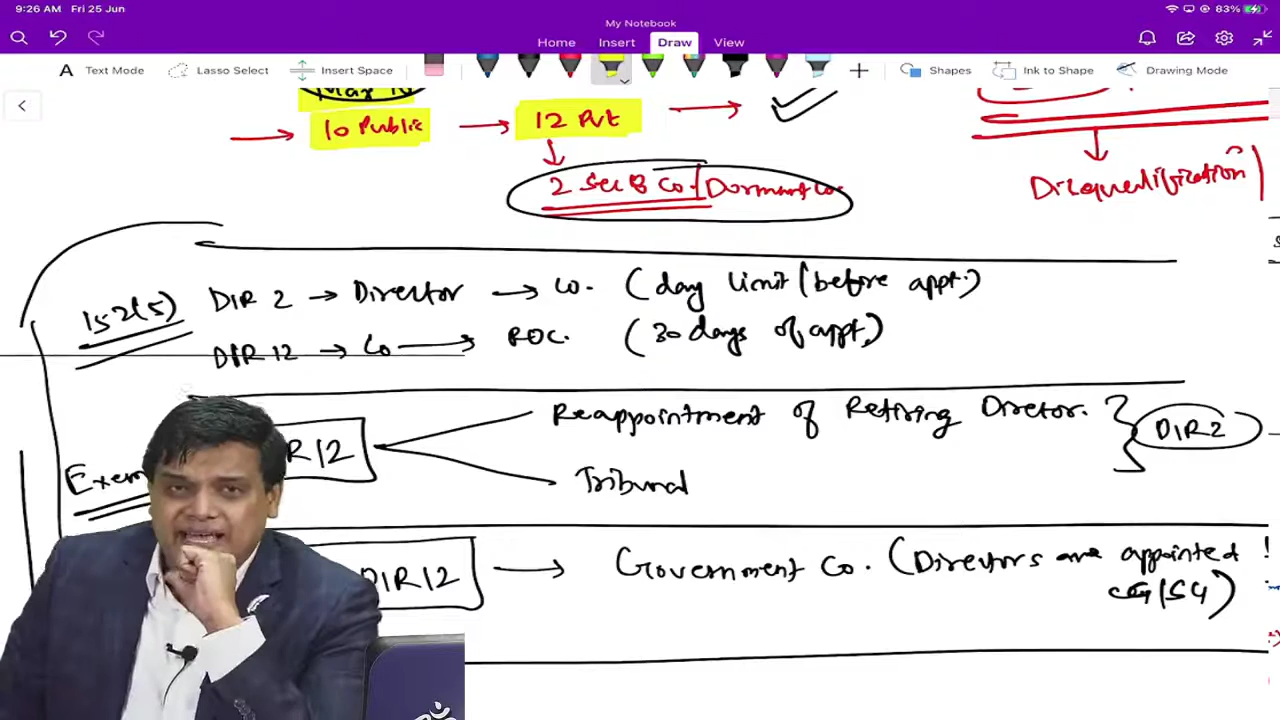 9:26 AM Fri 25 Jun
83%
My Notebook
Home Insert Draw View
A Text Mode Lasso Select Insert Space Shapes Ink to Shape Drawing Mode
→ 10 Public → 12 Pvt →
2 Sec 8 Co. | Dormant Co.
Disqualification
152(5) DIR 2 → Director → Co. (day limit / before appt.)
DIR 12 → Co → ROC. (30 days of appt.)
Reappointment of Retiring Director. } DIR 2
Exem R 12
Tribunal
DIR 12 → Government Co. (Directors are appointed
CG / SG)